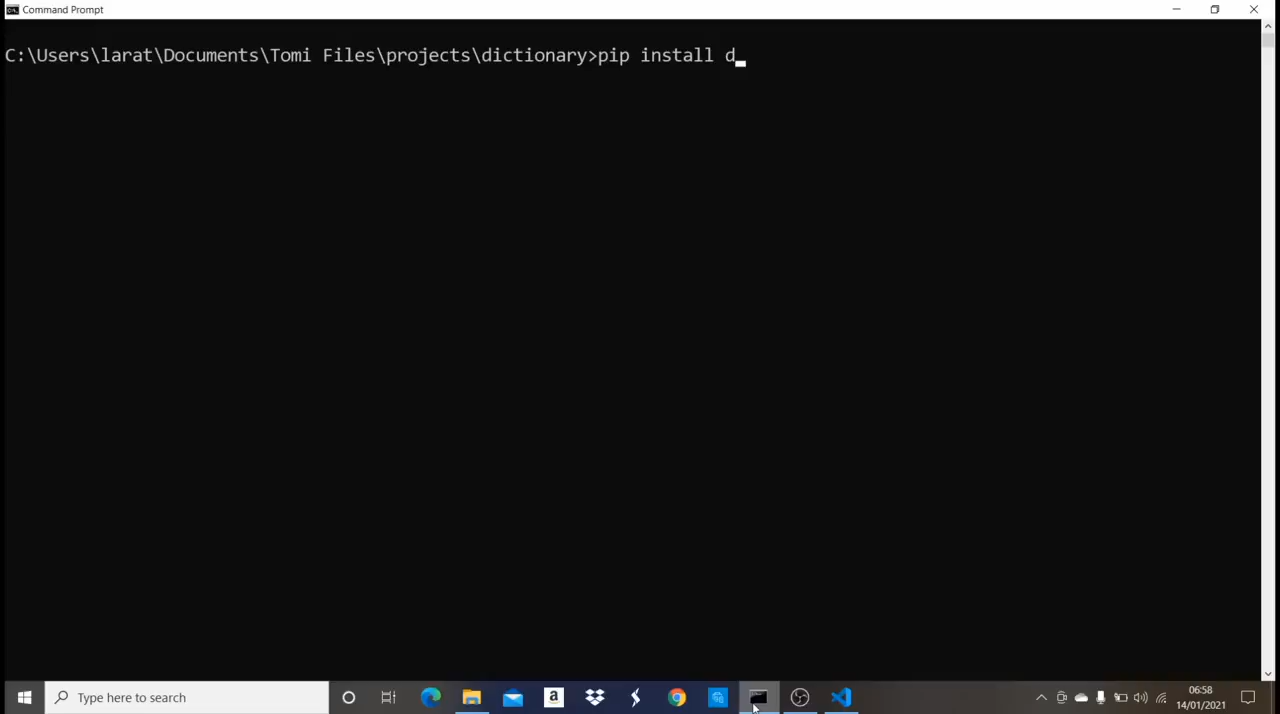 Command Prompt
C:\Users\larat\Documents\Tomi Files\projects\dictionary>pip install d
Type here to search
a
06:58
14/01/2021